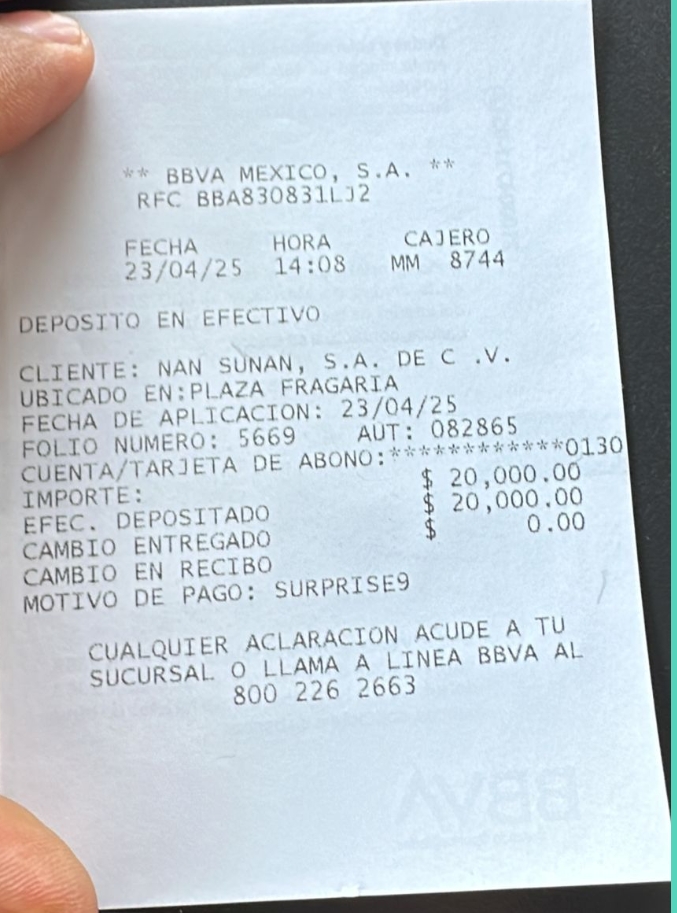 ** BBVA MEXICO, S.A. **
RFC BBA830831LJ2
FECHA HORA CAJERO
23/04/25 14:08 MM 8744
DEPOSITO EN EFECTIVO
CLIENTE: NAN SUNAN, S.A. DE C .V.
UBICADO EN:PLAZA FRAGARIA
FECHA DE APLICACION: 23/04/25
FOLIO NUMERO: 5669 AUT: 082865
CUENTA/TARJETA DE ABONO:************0130
IMPORTE: $ 20,000.00
EFEC. DEPOSITADO $ 20,000.00
CAMBIO ENTREGADO $ 0.00
CAMBIO EN RECIBO
MOTIVO DE PAGO: SURPRISE9
CUALQUIER ACLARACION ACUDE A TU
SUCURSAL O LLAMA A LINEA BBVA AL
800 226 2663
BBVA